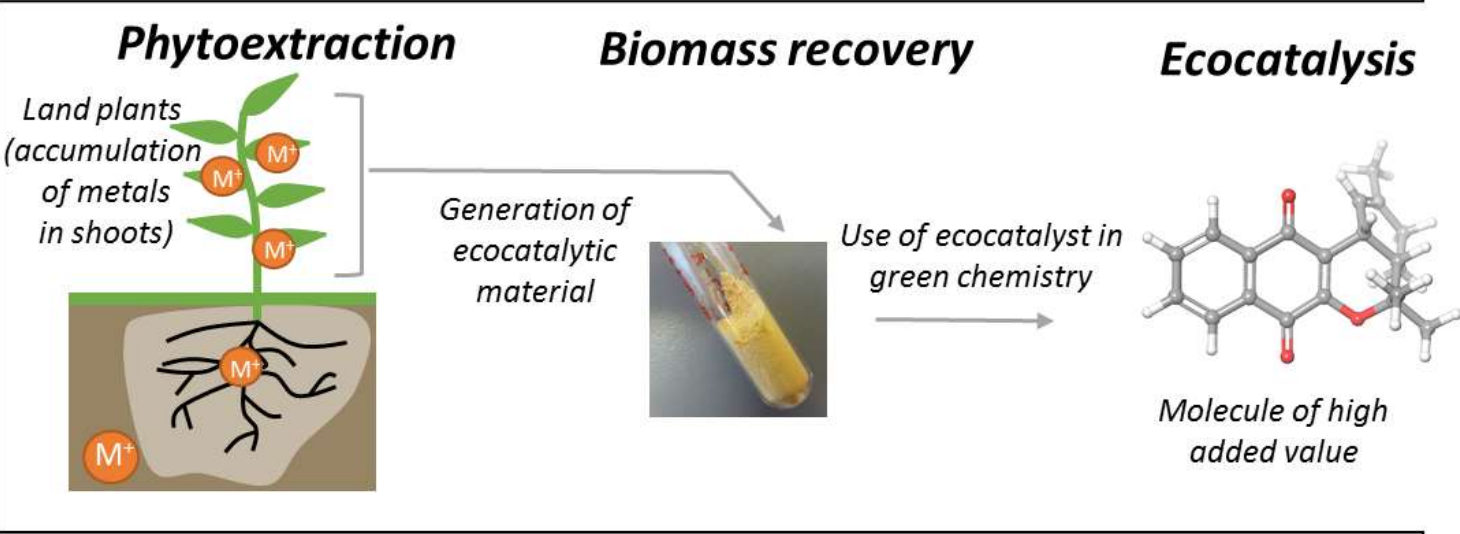 Phytoextraction
Biomass recovery
Ecocatalysis
Land plants
(accumulation
of metals
in shoots)
M⁺
M⁺
M⁺
M⁺
M⁺
Generation of
ecocatalytic
material
Use of ecocatalyst in
green chemistry
Molecule of high
added value